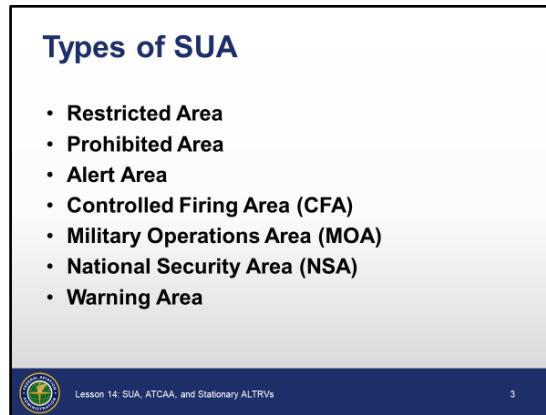 Types of SUA
• Restricted Area
• Prohibited Area
• Alert Area
• Controlled Firing Area (CFA)
• Military Operations Area (MOA)
• National Security Area (NSA)
• Warning Area
Lesson 14: SUA, ATCAA, and Stationary ALTRVs
3